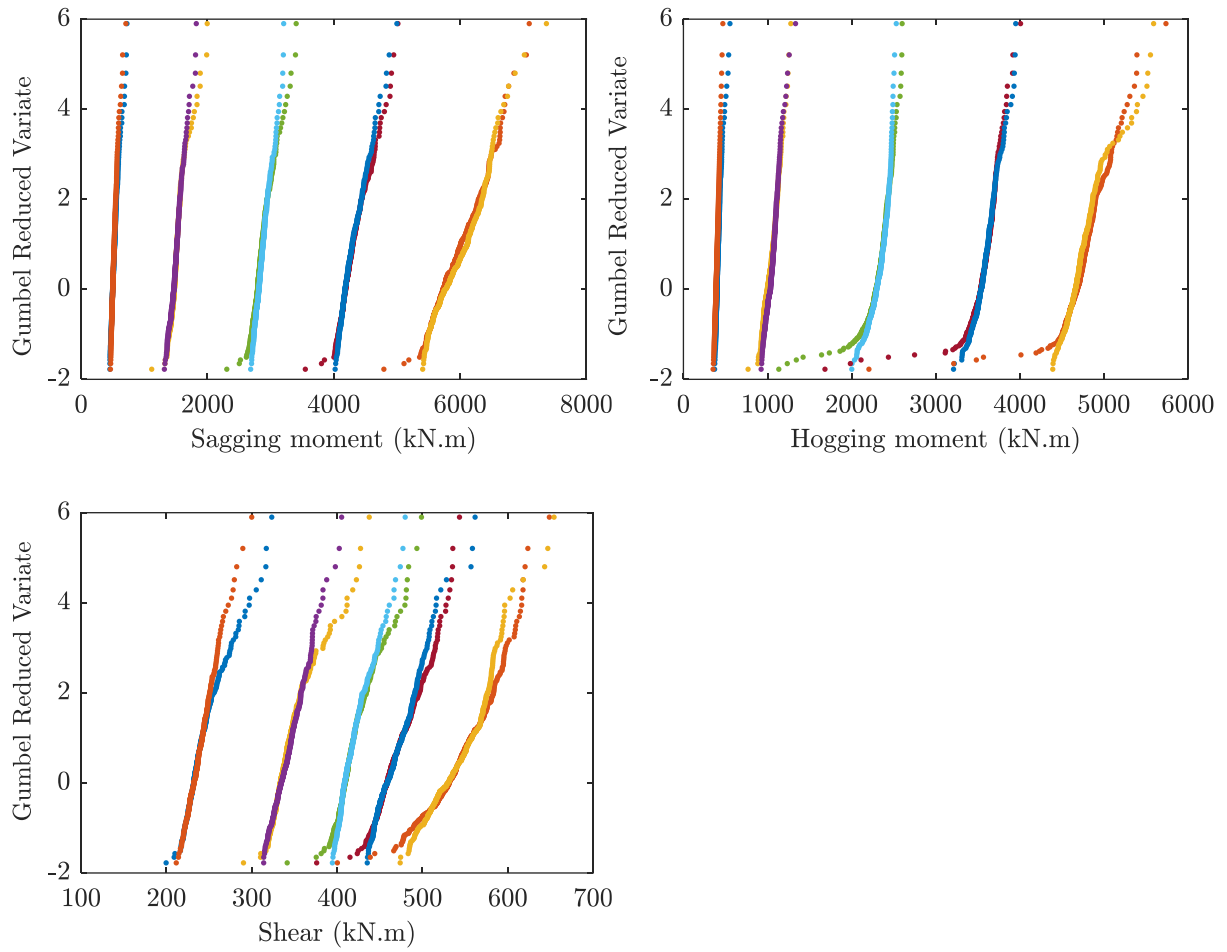 6
4
2
0
-2
Gumbel Reduced Variate
0 2000 4000 6000 8000
Sagging moment (kN.m)
6
4
2
0
-2
Gumbel Reduced Variate
0 1000 2000 3000 4000 5000 6000
Hogging moment (kN.m)
6
4
2
0
-2
Gumbel Reduced Variate
100 200 300 400 500 600 700
Shear (kN.m)